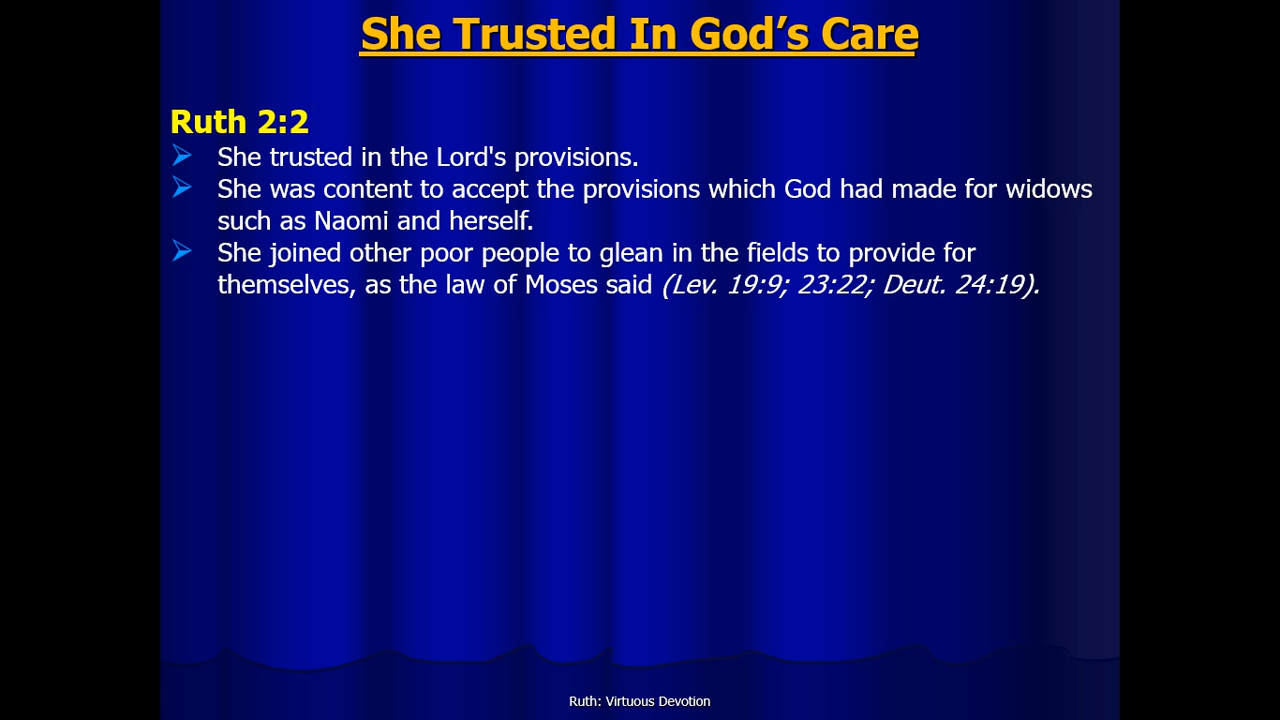 She Trusted In God’s Care
Ruth 2:2
➢ She trusted in the Lord's provisions.
➢ She was content to accept the provisions which God had made for widows
such as Naomi and herself.
➢ She joined other poor people to glean in the fields to provide for
themselves, as the law of Moses said (Lev. 19:9; 23:22; Deut. 24:19).
Ruth: Virtuous Devotion